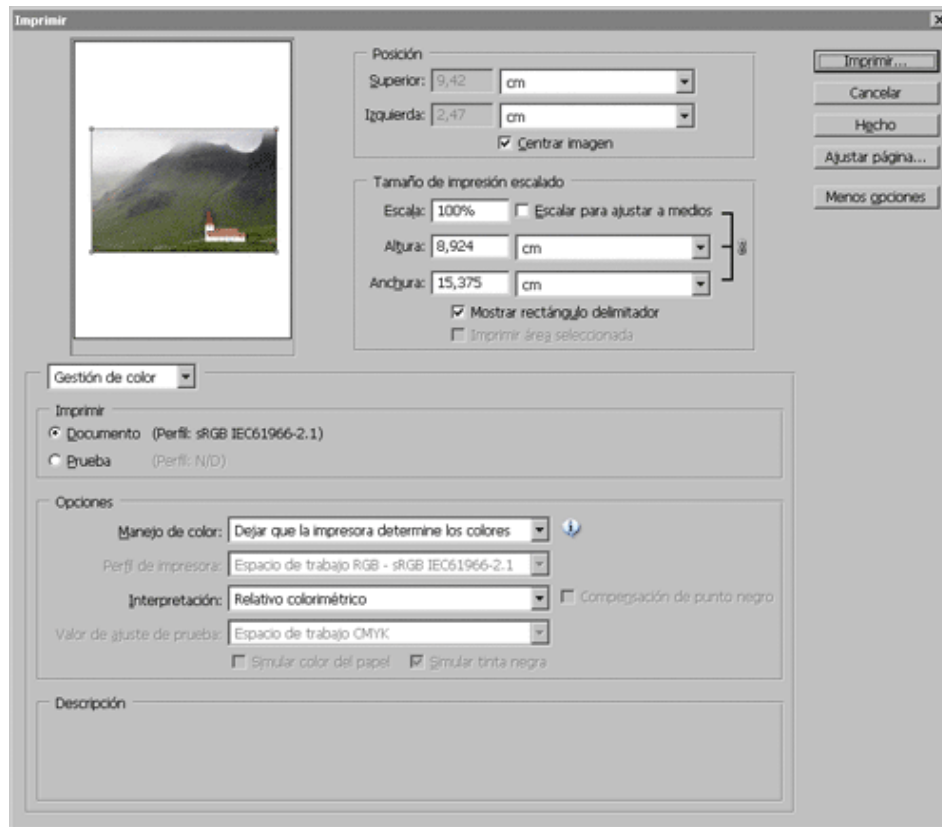 Imprimir
Posición
Superior: 9,42 cm
Izquierda: 2,47 cm
Centrar imagen
Imprimir...
Cancelar
Hecho
Ajustar página...
Menos opciones
Tamaño de impresión escalado
Escala: 100% Escalar para ajustar a medios
Altura: 8,924 cm
Anchura: 15,375 cm
Mostrar rectángulo delimitador
Imprimir área seleccionada
Gestión de color
Imprimir
Documento (Perfil: sRGB IEC61966-2.1)
Prueba (Perfil: N/D)
Opciones
Manejo de color: Dejar que la impresora determine los colores
Perfil de impresora: Espacio de trabajo RGB - sRGB IEC61966-2.1
Interpretación: Relativo colorimétrico Compensación de punto negro
Valor de ajuste de prueba: Espacio de trabajo CMYK
Simular color del papel Simular tinta negra
Descripción